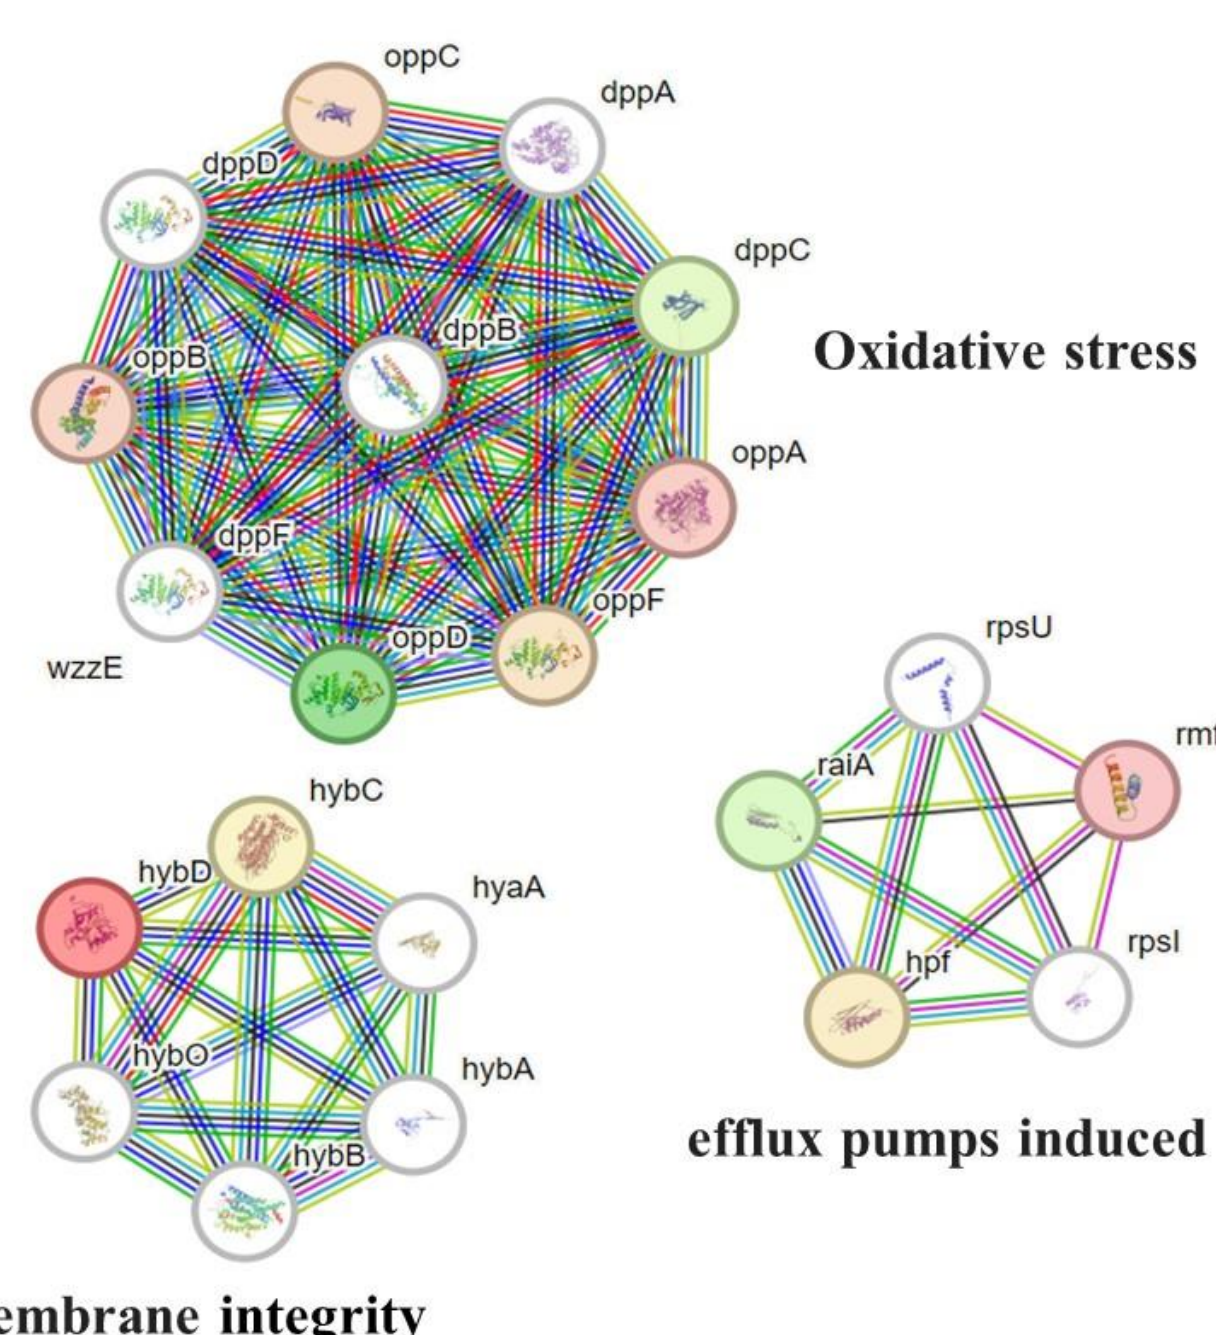 oppC
dppA
dppD
dppC
dppB
oppB
Oxidative stress
oppA
dppF
oppF
oppD
wzzE
rpsU
rmf
raiA
hybC
hybD
hyaA
rpsI
hpf
hybO
hybA
hybB
efflux pumps induced
embrane integrity